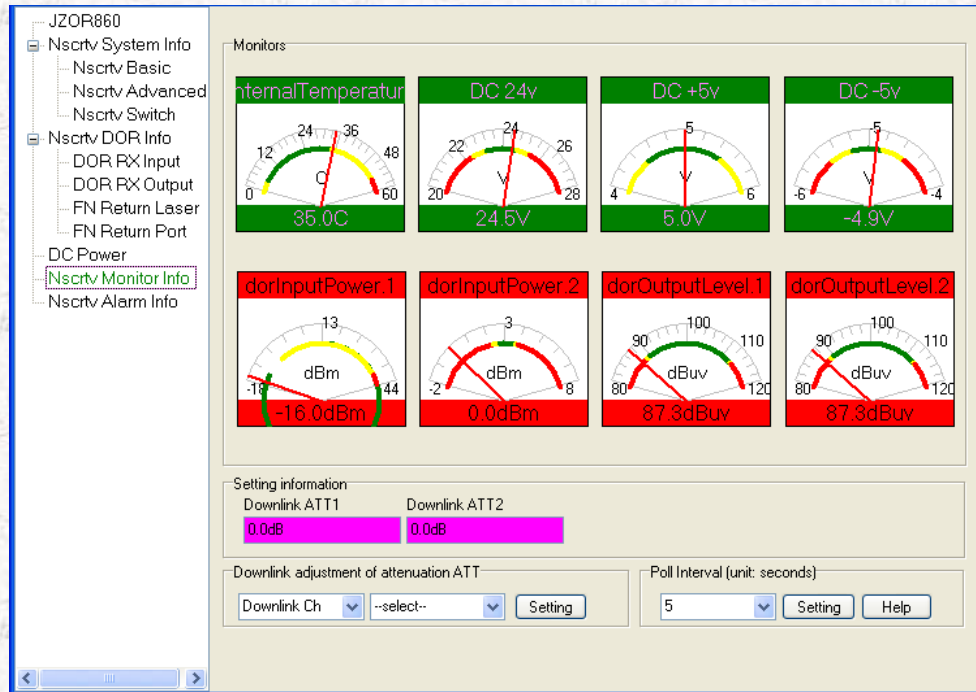 JZOR860
Nscrtv System Info
Nscrtv Basic
Nscrtv Advanced
Nscrtv Switch
Nscrtv DOR Info
DOR RX Input
DOR RX Output
FN Return Laser
FN Return Port
DC Power
Nscrtv Monitor Info
Nscrtv Alarm Info
Monitors
nternalTemperatur
0 12 24 36 48 60
C
35.0C
DC 24v
20 22 24 26 28
V
24.5V
DC +5v
4 5 6
V
5.0V
DC -5v
-6 -5 -4
V
-4.9V
dorInputPower.1
-18 13 44
dBm
-16.0dBm
dorInputPower.2
-2 3 8
dBm
0.0dBm
dorOutputLevel.1
80 90 100 110 120
dBuv
87.3dBuv
dorOutputLevel.2
80 90 100 110 120
dBuv
87.3dBuv
Setting information
Downlink ATT1 Downlink ATT2
0.0dB 0.0dB
Downlink adjustment of attenuation ATT
Downlink Ch --select-- Setting
Poll Interval (unit: seconds)
5 Setting Help